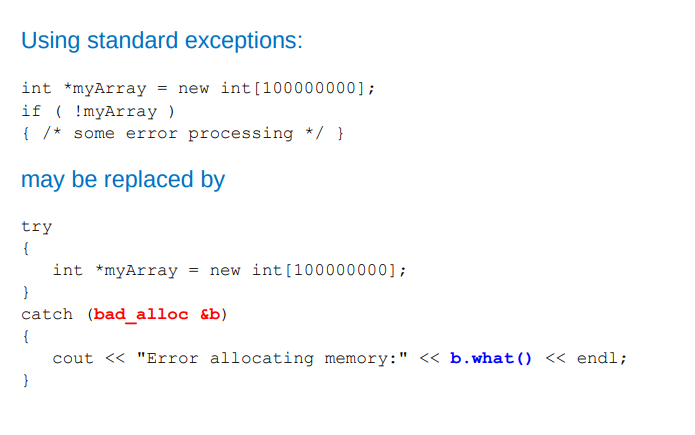 Using standard exceptions:
int *myArray = new int[100000000];
if ( !myArray )
{ /* some error processing */ }
may be replaced by
try
{
   int *myArray = new int[100000000];
}
catch (bad_alloc &b)
{
   cout << "Error allocating memory:" << b.what() << endl;
}